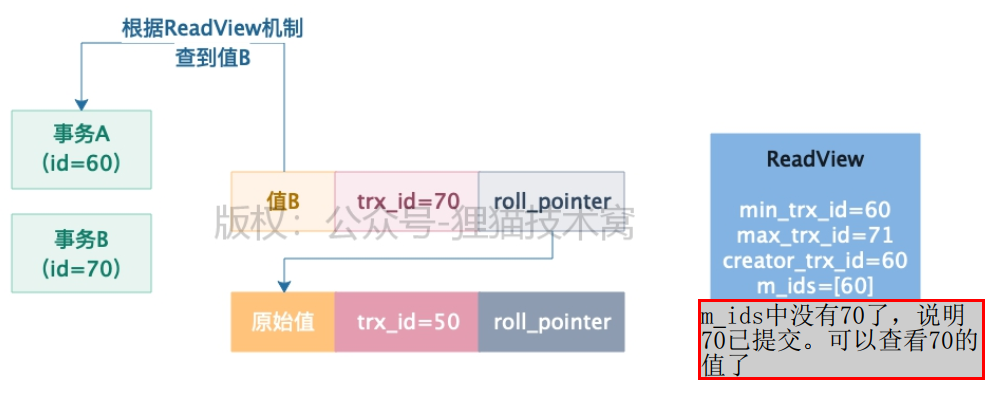 根据ReadView机制
查到值B
事务A
（id=60）
事务B
（id=70）
值B
trx_id=70
roll_pointer
版权：公众号-狸猫技术窝
原始值
trx_id=50
roll_pointer
ReadView
min_trx_id=60
max_trx_id=71
creator_trx_id=60
m_ids=[60]
m_ids中没有70了，说明
70已提交。可以查看70的
值了